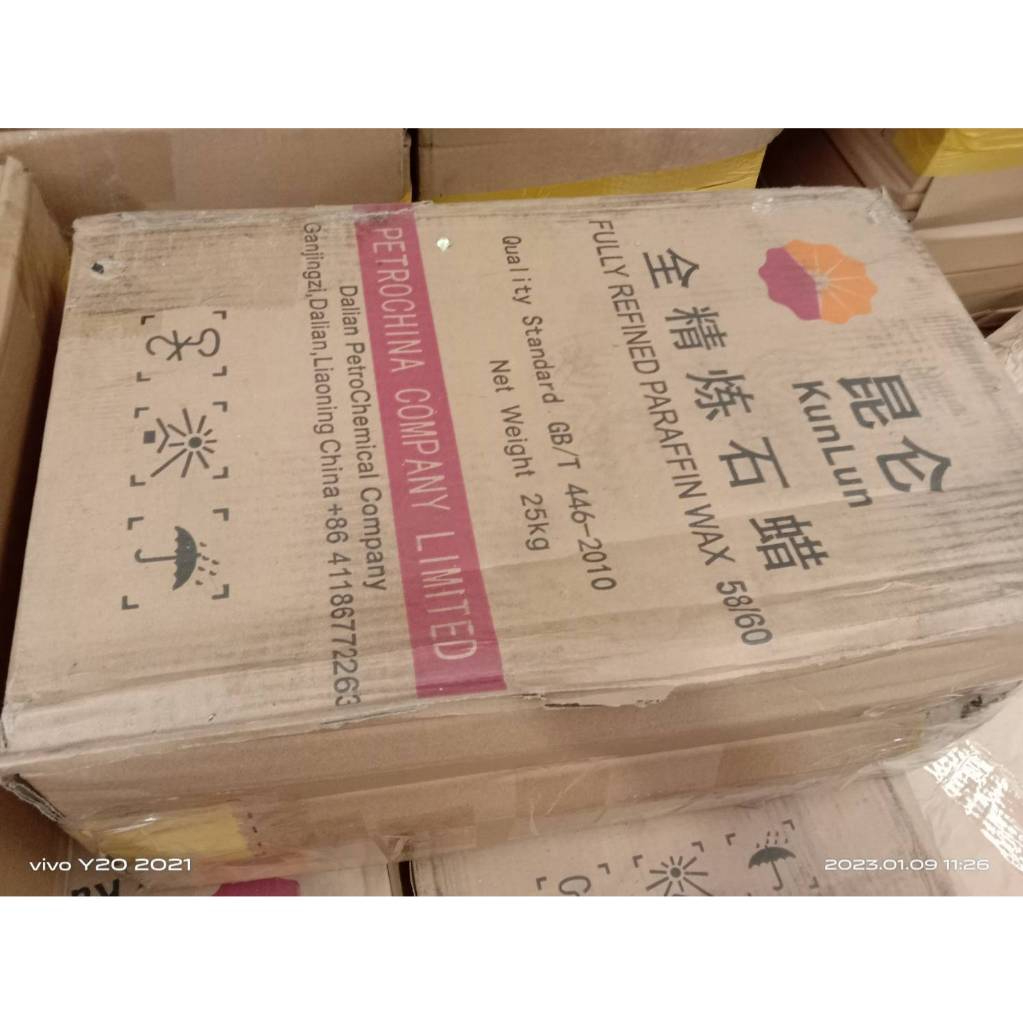 昆仑
KunLun
全精炼石蜡
FULLY REFINED PARAFFIN WAX 58/60
Quality Standard GB/T 446—2010
Net Weight 25kg
PETROCHINA COMPANY LIMITED
Dalian PetroChemical Company
Ganjingzi,Dalian,Liaoning China +86 41186772263
vivo Y20 2021
2023.01.09 11:26